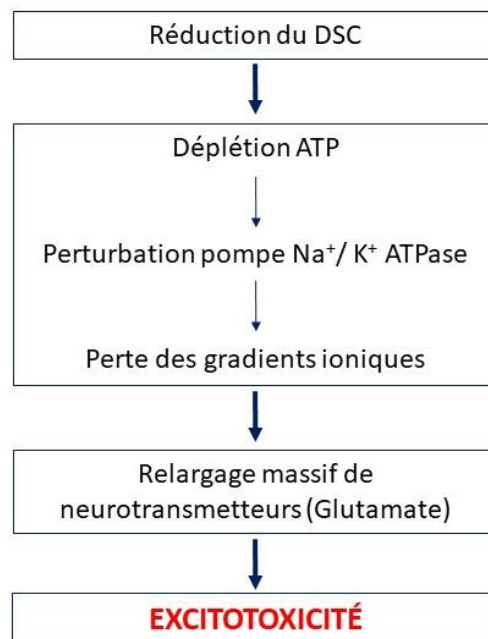 Réduction du DSC
Déplétion ATP
Perturbation pompe Na⁺/ K⁺ ATPase
Perte des gradients ioniques
Relargage massif de
neurotransmetteurs (Glutamate)
EXCITOTOXICITÉ